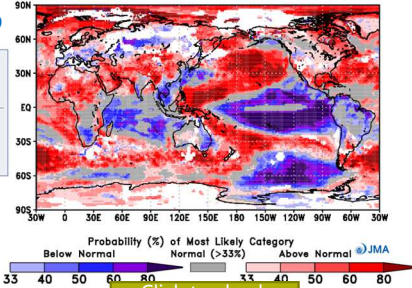 90N
60N
30N
EQ
30S
60S
90S
30W 0 30E 60E 90E 120E 150E 180 150W 120W 90W 60W 30W
Probability (%) of Most Likely Category
Below Normal Normal (>33%) Above Normal JMA
33 40 50 60 80 33 40 50 60 80